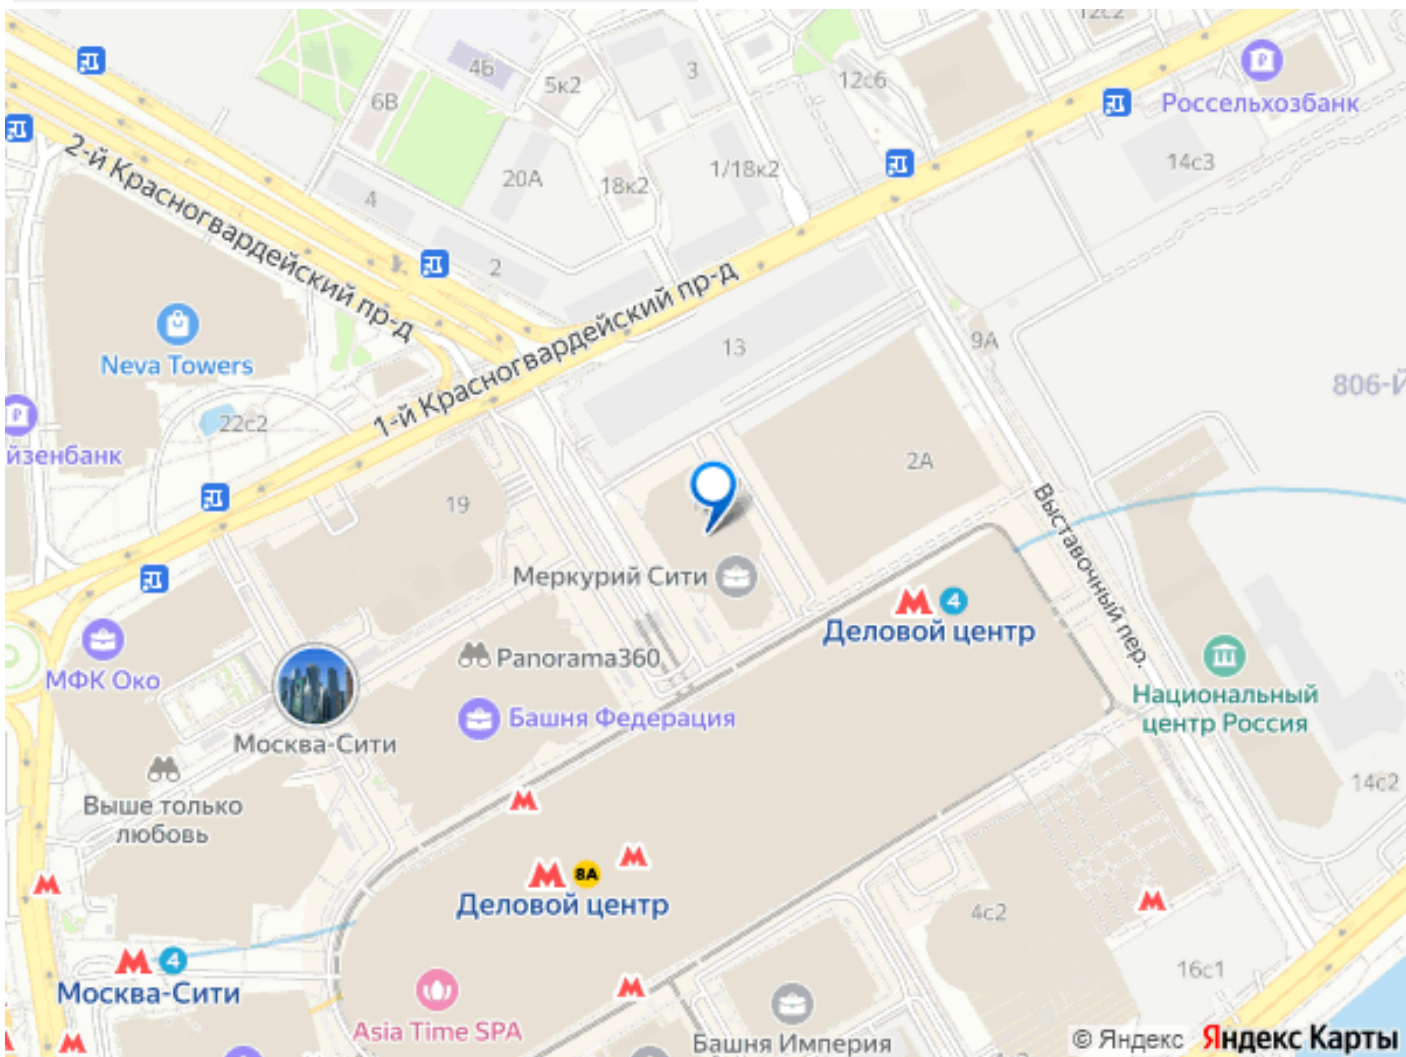 12с2
4Б
3
5к2
12с6
6В
Россельхозбанк
2-й Красногвардейский пр-д
1/18к2
14с3
20А
18к2
4
2
1-й Красногвардейский пр-д
13
9А
Neva Towers
806-Й
22с2
йзенбанк
2А
19
Выставочный пер.
Меркурий Сити
4
Деловой центр
Panorama360
МФК Око
Национальный
центр Россия
Башня Федерация
Москва-Сити
14с2
Выше только
любовь
8А
Деловой центр
4с2
4
Москва-Сити
16с1
Asia Time SPA
Башня Империя
© Яндекс Яндекс Карты